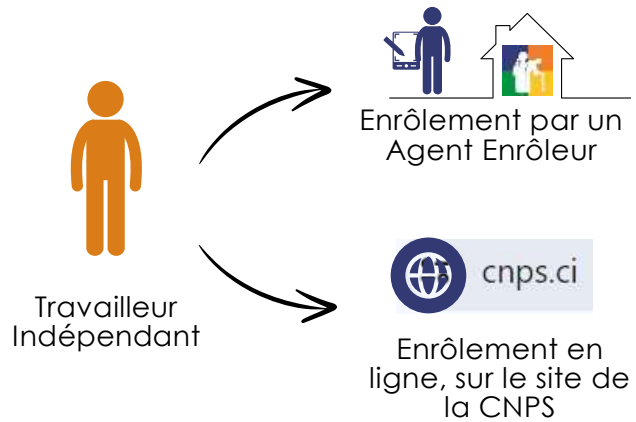 Enrôlement par un
Agent Enrôleur
cnps.ci
Travailleur
Indépendant
Enrôlement en
ligne, sur le site de
la CNPS